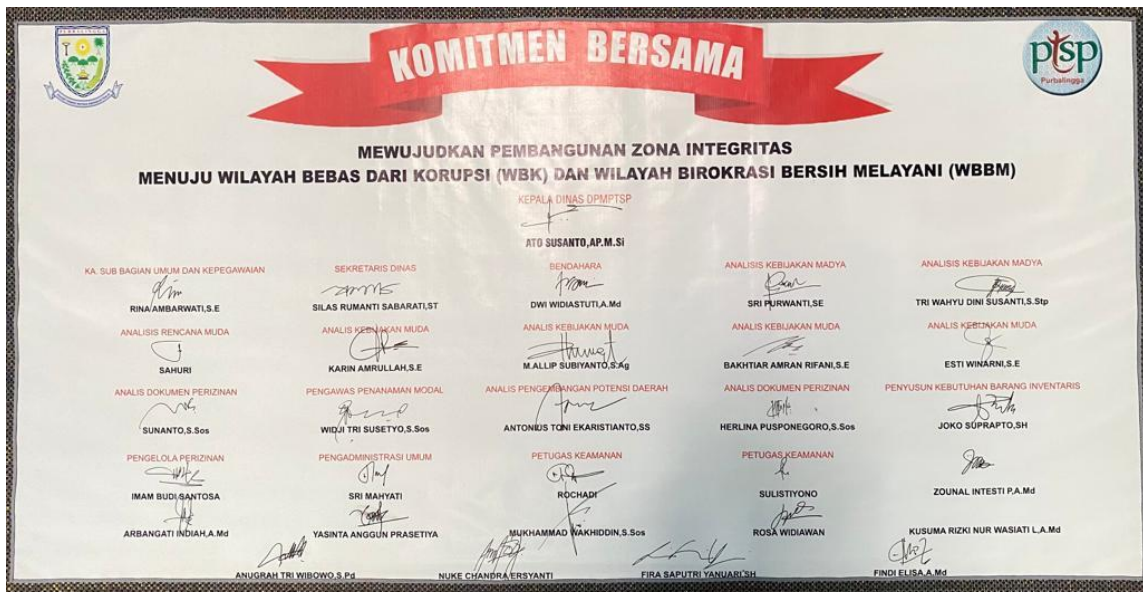 PURBALINGGA
KOMITMEN BERSAMA
ptsp
Purbalingga
MEWUJUDKAN PEMBANGUNAN ZONA INTEGRITAS
MENUJU WILAYAH BEBAS DARI KORUPSI (WBK) DAN WILAYAH BIROKRASI BERSIH MELAYANI (WBBM)
KEPALA DINAS DPMPTSP
ATO SUSANTO,AP.M.Si
KA. SUB BAGIAN UMUM DAN KEPEGAWAIAN
RINA AMBARWATI,S.E
SEKRETARIS DINAS
SILAS RUMANTI SABARATI,ST
BENDAHARA
DWI WIDIASTUTI,A.Md
ANALISIS KEBIJAKAN MADYA
SRI PURWANTI,SE
ANALISIS KEBIJAKAN MADYA
TRI WAHYU DINI SUSANTI,S.Stp
ANALISIS RENCANA MUDA
SAHURI
ANALIS KEBIJAKAN MUDA
KARIN AMRULLAH,S.E
ANALIS KEBIJAKAN MUDA
M.ALLIP SUBIYANTO,S.Ag
ANALIS KEBIJAKAN MUDA
BAKHTIAR AMRAN RIFANI,S.E
ANALIS KEBIJAKAN MUDA
ESTI WINARNI,S.E
ANALIS DOKUMEN PERIZINAN
SUNANTO,S.Sos
PENGAWAS PENANAMAN MODAL
WIDJI TRI SUSETYO,S.Sos
ANALIS PENGEMBANGAN POTENSI DAERAH
ANTONIUS TONI EKARISTIANTO,SS
ANALIS DOKUMEN PERIZINAN
HERLINA PUSPONEGORO,S.Sos
PENYUSUN KEBUTUHAN BARANG INVENTARIS
JOKO SUPRAPTO,SH
PENGELOLA PERIZINAN
IMAM BUDI SANTOSA
PENGADMINISTRASI UMUM
SRI MAHYATI
PETUGAS KEAMANAN
ROCHADI
PETUGAS KEAMANAN
SULISTIYONO
ZOUNAL INTESTI P,A.Md
ARBANGATI INDIAH,A.Md
YASINTA ANGGUN PRASETIYA
MUKHAMMAD WAKHIDDIN,S.Sos
ROSA WIDIAWAN
KUSUMA RIZKI NUR WASIATI L,A.Md
ANUGRAH TRI WIBOWO,S.Pd
NUKE CHANDRA ERSYANTI
FIRA SAPUTRI YANUARI'SH
FINDI ELISA,A.Md